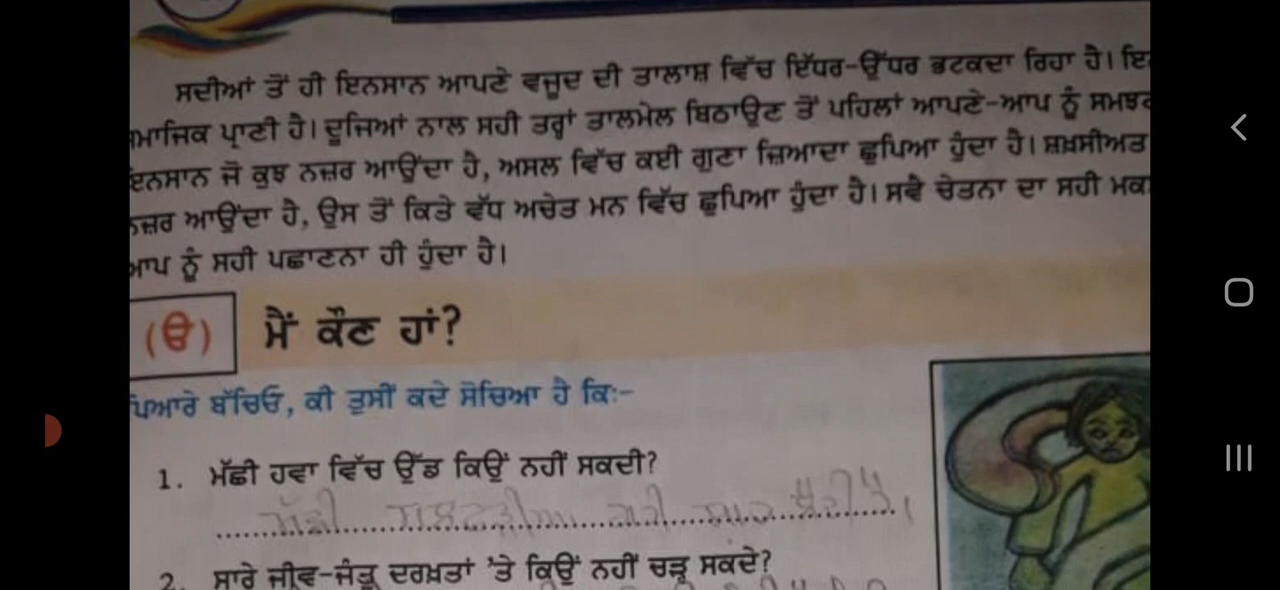 ਸਦੀਆਂ ਤੋਂ ਹੀ ਇਨਸਾਨ ਆਪਣੇ ਵਜੂਦ ਦੀ ਤਾਲਾਸ਼ ਵਿੱਚ ਇੱਧਰ-ਉੱਧਰ ਭਟਕਦਾ ਰਿਹਾ ਹੈ। ਇ
ਮਾਜਿਕ ਪ੍ਰਾਣੀ ਹੈ। ਦੂਜਿਆਂ ਨਾਲ ਸਹੀ ਤਰ੍ਹਾਂ ਤਾਲਮੇਲ ਬਿਠਾਉਣ ਤੋਂ ਪਹਿਲਾਂ ਆਪਣੇ-ਆਪ ਨੂੰ ਸਮਝ
ਇਨਸਾਨ ਜੋ ਕੁਝ ਨਜ਼ਰ ਆਉਂਦਾ ਹੈ, ਅਸਲ ਵਿੱਚ ਕਈ ਗੁਣਾ ਜ਼ਿਆਦਾ ਛੁਪਿਆ ਹੁੰਦਾ ਹੈ। ਸ਼ਖ਼ਸੀਅਤ
ਨਜ਼ਰ ਆਉਂਦਾ ਹੈ, ਉਸ ਤੋਂ ਕਿਤੇ ਵੱਧ ਅਚੇਤ ਮਨ ਵਿੱਚ ਛੁਪਿਆ ਹੁੰਦਾ ਹੈ। ਸਵੈ ਚੇਤਨਾ ਦਾ ਸਹੀ ਮਕ
ਆਪ ਨੂੰ ਸਹੀ ਪਛਾਣਨਾ ਹੀ ਹੁੰਦਾ ਹੈ।
(ੳ) ਮੈਂ ਕੌਣ ਹਾਂ?
ਪਿਆਰੇ ਬੱਚਿਓ, ਕੀ ਤੁਸੀਂ ਕਦੇ ਸੋਚਿਆ ਹੈ ਕਿ:-
1. ਮੱਛੀ ਹਵਾ ਵਿੱਚ ਉੱਡ ਕਿਉਂ ਨਹੀਂ ਸਕਦੀ?
ਮੱਛੀ
2. ਸਾਰੇ ਜੀਵ-ਜੰਤੂ ਦਰਖ਼ਤਾਂ 'ਤੇ ਕਿਉਂ ਨਹੀਂ ਚੜ੍ਹ ਸਕਦੇ?